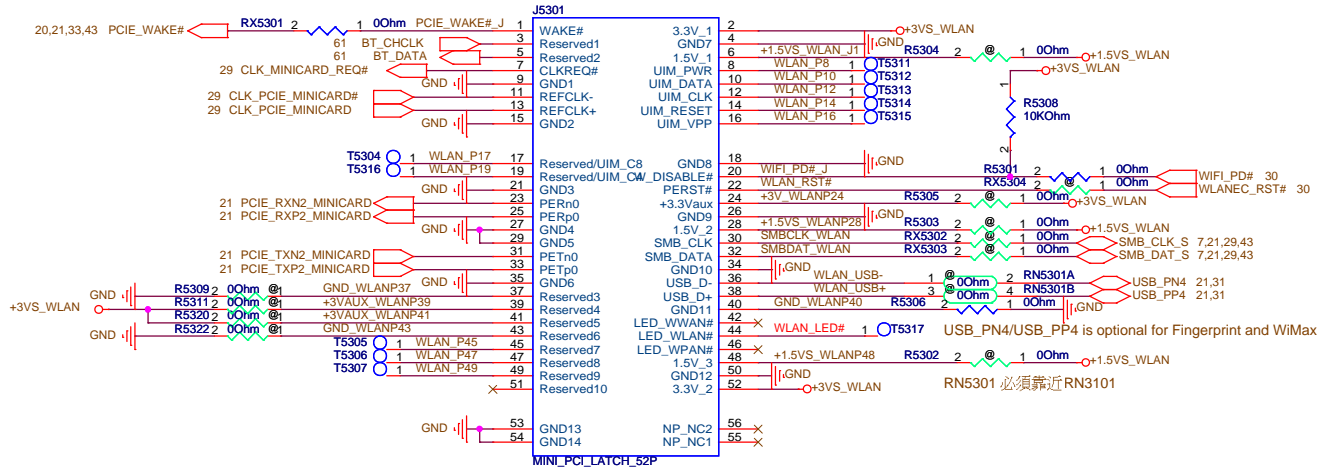 J5301
20,21,33,43 PCIE_WAKE# RX5301 2 1 0Ohm PCIE_WAKE#_J 1 WAKE# 3.3V_1 2 +3VS_WLAN
61 BT_CHCLK 3 Reserved1 GND7 4 GND
61 BT_DATA 5 Reserved2 1.5V_1 6 +1.5VS_WLAN_J1 R5304 2 @ 1 0Ohm +1.5VS_WLAN
29 CLK_MINICARD_REQ# 7 CLKREQ# UIM_PWR 8 WLAN_P8 1 T5311 +3VS_WLAN
GND 9 GND1 UIM_DATA 10 WLAN_P10 1 T5312
29 CLK_PCIE_MINICARD# 11 REFCLK- UIM_CLK 12 WLAN_P12 1 T5313 1 R5308
29 CLK_PCIE_MINICARD 13 REFCLK+ UIM_RESET 14 WLAN_P14 1 T5314 10KOhm
GND 15 GND2 UIM_VPP 16 WLAN_P16 1 T5315 2
T5304 1 WLAN_P17 17 Reserved/UIM_C8 GND8 18 GND
T5316 1 WLAN_P19 19 Reserved/UIM_C4 W_DISABLE# 20 WIFI_PD#_J R5301 2 1 0Ohm WIFI_PD# 30
GND 21 GND3 PERST# 22 WLAN_RST# RX5304 2 @ 1 0Ohm WLANEC_RST# 30
21 PCIE_RXN2_MINICARD 23 PERn0 +3.3Vaux 24 +3V_WLANP24 R5305 2 @ 1 0Ohm +3VS_WLAN
21 PCIE_RXP2_MINICARD 25 PERp0 GND9 26 GND
GND 27 GND4 1.5V_2 28 +1.5VS_WLANP28 R5303 2 @ 1 0Ohm +1.5VS_WLAN
29 GND5 SMB_CLK 30 SMBCLK_WLAN RX5302 2 @ 1 0Ohm SMB_CLK_S 7,21,29,43
21 PCIE_TXN2_MINICARD 31 PETn0 SMB_DATA 32 SMBDAT_WLAN RX5303 2 @ 1 0Ohm SMB_DAT_S 7,21,29,43
21 PCIE_TXP2_MINICARD 33 PETp0 GND10 34 GND
GND 35 GND6 USB_D- 36 WLAN_USB- 1 @ 0Ohm 2 RN5301A USB_PN4 21,31
GND R5309 2 0Ohm @ 1 GND_WLANP37 37 Reserved3 USB_D+ 38 WLAN_USB+ 3 @ 0Ohm 4 RN5301B USB_PP4 21,31
+3VS_WLAN R5311 2 0Ohm @ 1 +3VAUX_WLANP39 39 Reserved4 GND11 40 GND_WLANP40 R5306 2 1 0Ohm GND
R5320 2 0Ohm @ 1 +3VAUX_WLANP41 41 Reserved5 LED_WWAN# 42
GND R5322 2 0Ohm @ 1 GND_WLANP43 43 Reserved6 LED_WLAN# 44 WLAN_LED# 1 T5317 USB_PN4/USB_PP4 is optional for Fingerprint and WiMax
T5305 1 WLAN_P45 45 Reserved7 LED_WPAN# 46
T5306 1 WLAN_P47 47 Reserved8 1.5V_3 48 +1.5VS_WLANP48 R5302 2 @ 1 0Ohm +1.5VS_WLAN
T5307 1 WLAN_P49 49 Reserved9 GND12 50 GND
51 Reserved10 3.3V_2 52 +3VS_WLAN RN5301 必須靠近RN3101
GND 53 GND13 NP_NC2 56
54 GND14 NP_NC1 55
MINI_PCI_LATCH_52P